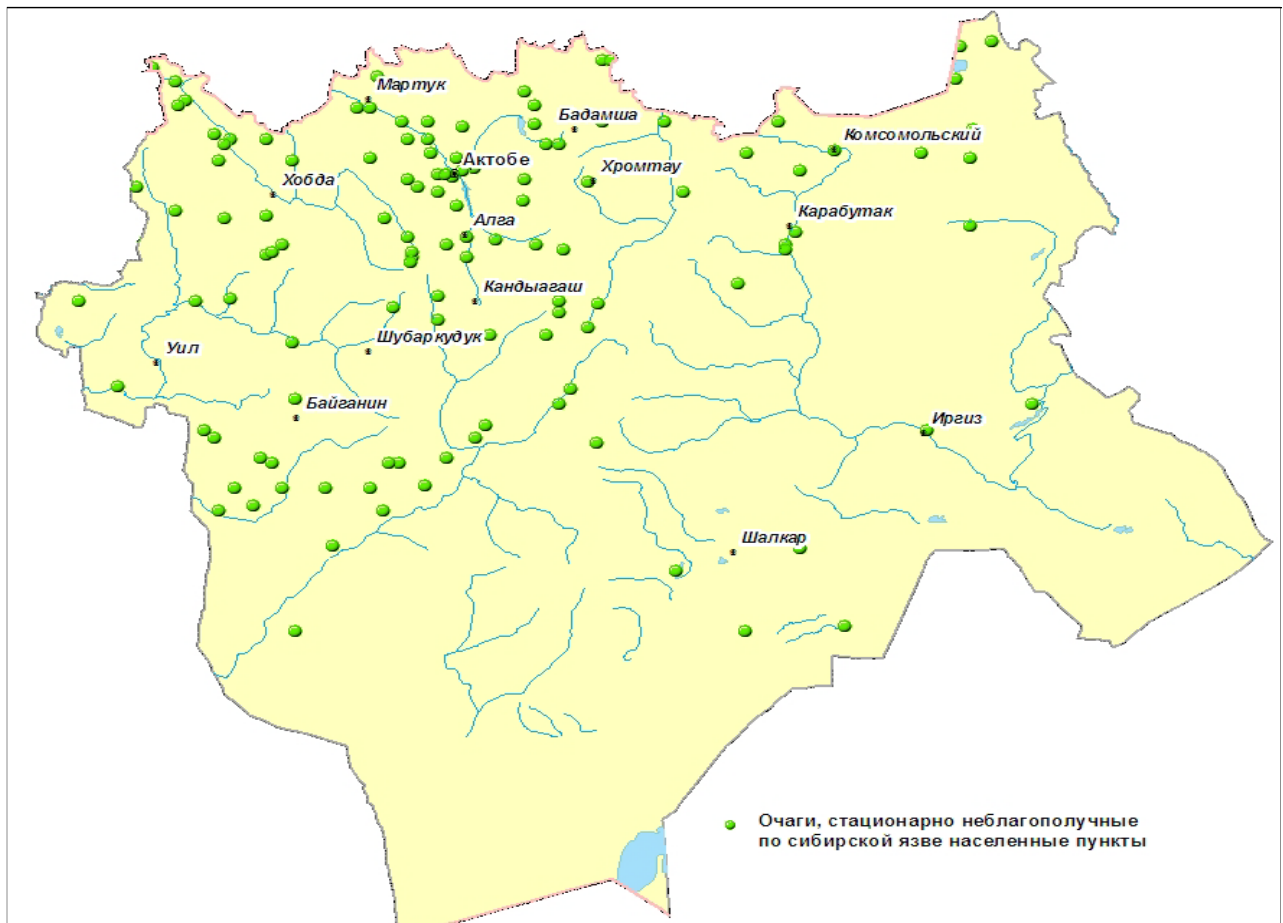 Мартук
Бадамша
Комсомольский
Актобе
Хромтау
Хобда
Карабутак
Алга
Кандыагаш
Шубаркудук
Уил
Байганин
Иргиз
Шалкар
Очаги, стационарно неблагополучные
по сибирской язве населенные пункты